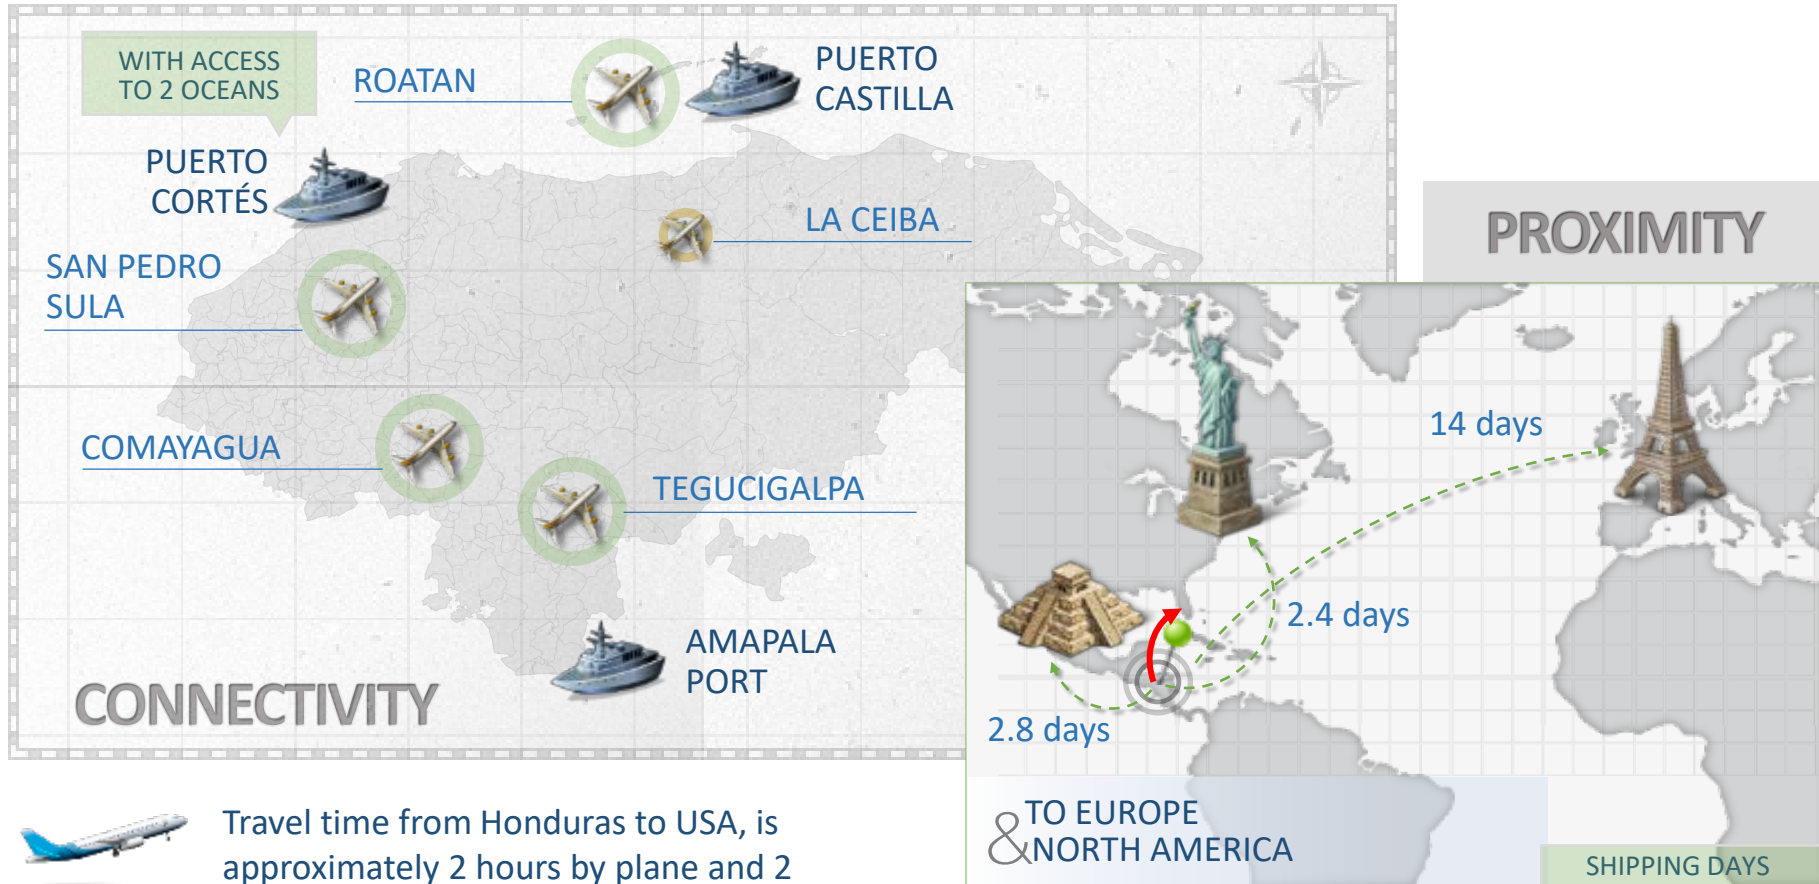 WITH ACCESS
TO 2 OCEANS
ROATAN
PUERTO
CASTILLA
PUERTO
CORTÉS
LA CEIBA
SAN PEDRO
SULA
COMAYAGUA
TEGUCIGALPA
AMAPALA
PORT
CONNECTIVITY
PROXIMITY
14 days
2.4 days
2.8 days
& TO EUROPE
NORTH AMERICA
SHIPPING DAYS
Travel time from Honduras to USA, is
approximately 2 hours by plane and 2